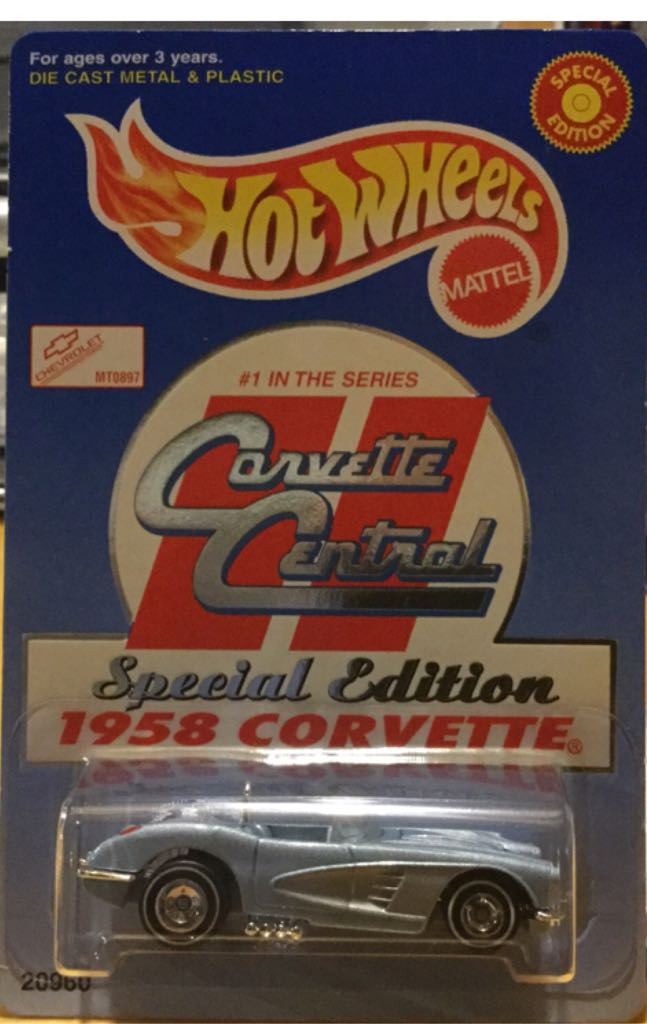 For ages over 3 years.
DIE CAST METAL & PLASTIC
SPECIAL EDITION
Hot Wheels
MATTEL
CHEVROLET
MT0897
#1 IN THE SERIES
Corvette
Central
Special Edition
1958 CORVETTE®
20960